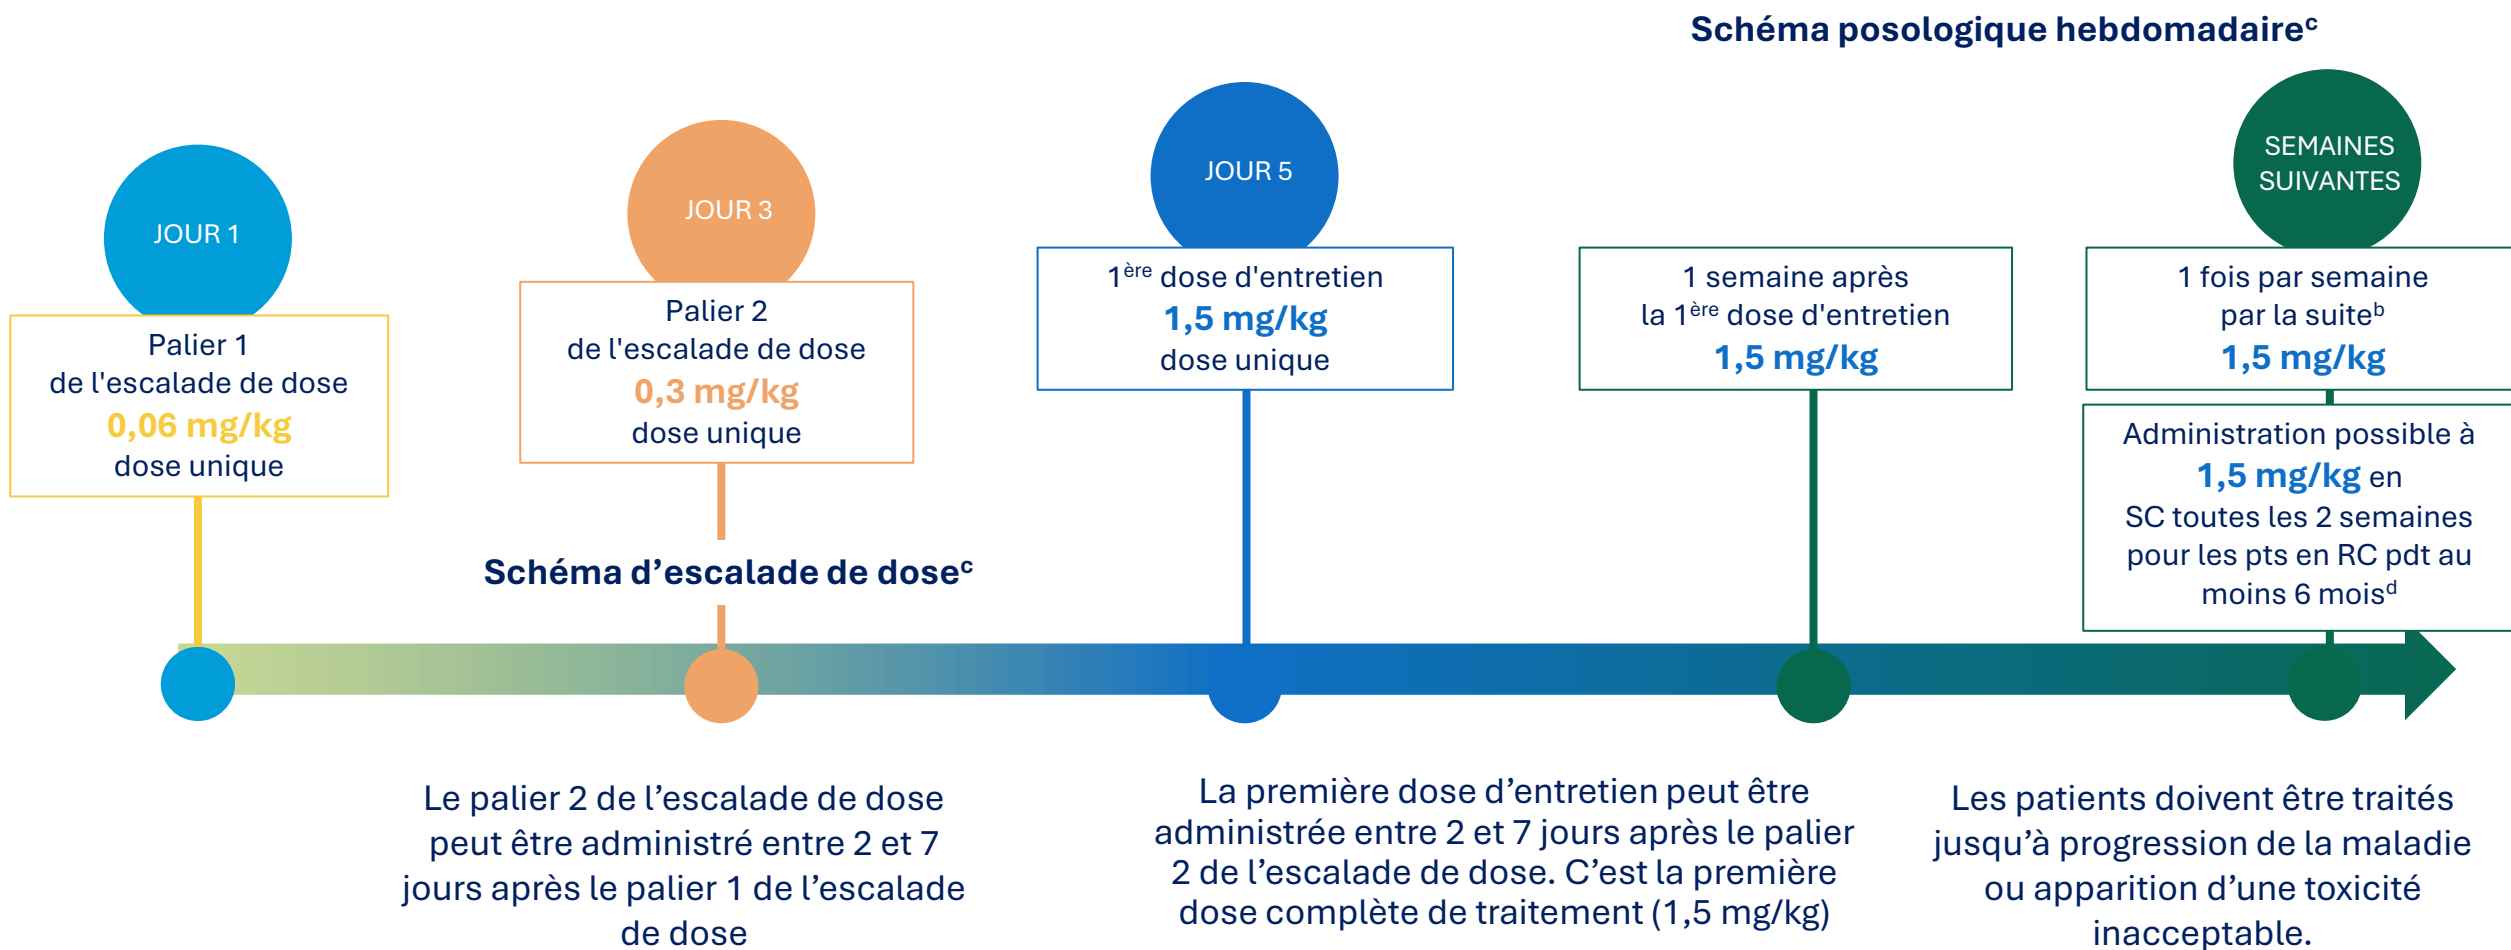 Schéma posologique hebdomadaireᶜ
JOUR 1
Palier 1
de l'escalade de dose
0,06 mg/kg
dose unique
JOUR 3
Palier 2
de l'escalade de dose
0,3 mg/kg
dose unique
Schéma d’escalade de doseᶜ
JOUR 5
1ère dose d'entretien
1,5 mg/kg
dose unique
1 semaine après
la 1ère dose d'entretien
1,5 mg/kg
SEMAINES
SUIVANTES
1 fois par semaine
par la suiteᵇ
1,5 mg/kg
Administration possible à
1,5 mg/kg en
SC toutes les 2 semaines
pour les pts en RC pdt au
moins 6 moisᵈ
Le palier 2 de l’escalade de dose
peut être administré entre 2 et 7
jours après le palier 1 de l’escalade
de dose
La première dose d’entretien peut être
administrée entre 2 et 7 jours après le palier
2 de l’escalade de dose. C’est la première
dose complète de traitement (1,5 mg/kg)
Les patients doivent être traités
jusqu’à progression de la maladie
ou apparition d’une toxicité
inacceptable.